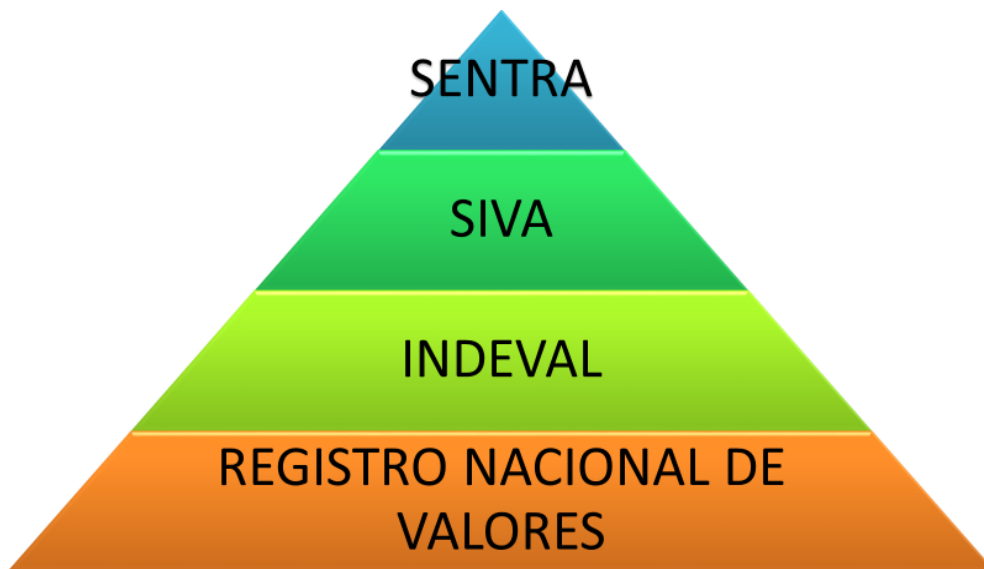 SENTRA
SIVA
INDEVAL
REGISTRO NACIONAL DE
VALORES